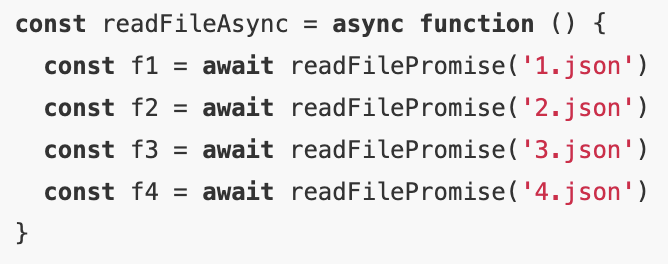 const readFileAsync = async function () {
  const f1 = await readFilePromise('1.json')
  const f2 = await readFilePromise('2.json')
  const f3 = await readFilePromise('3.json')
  const f4 = await readFilePromise('4.json')
}